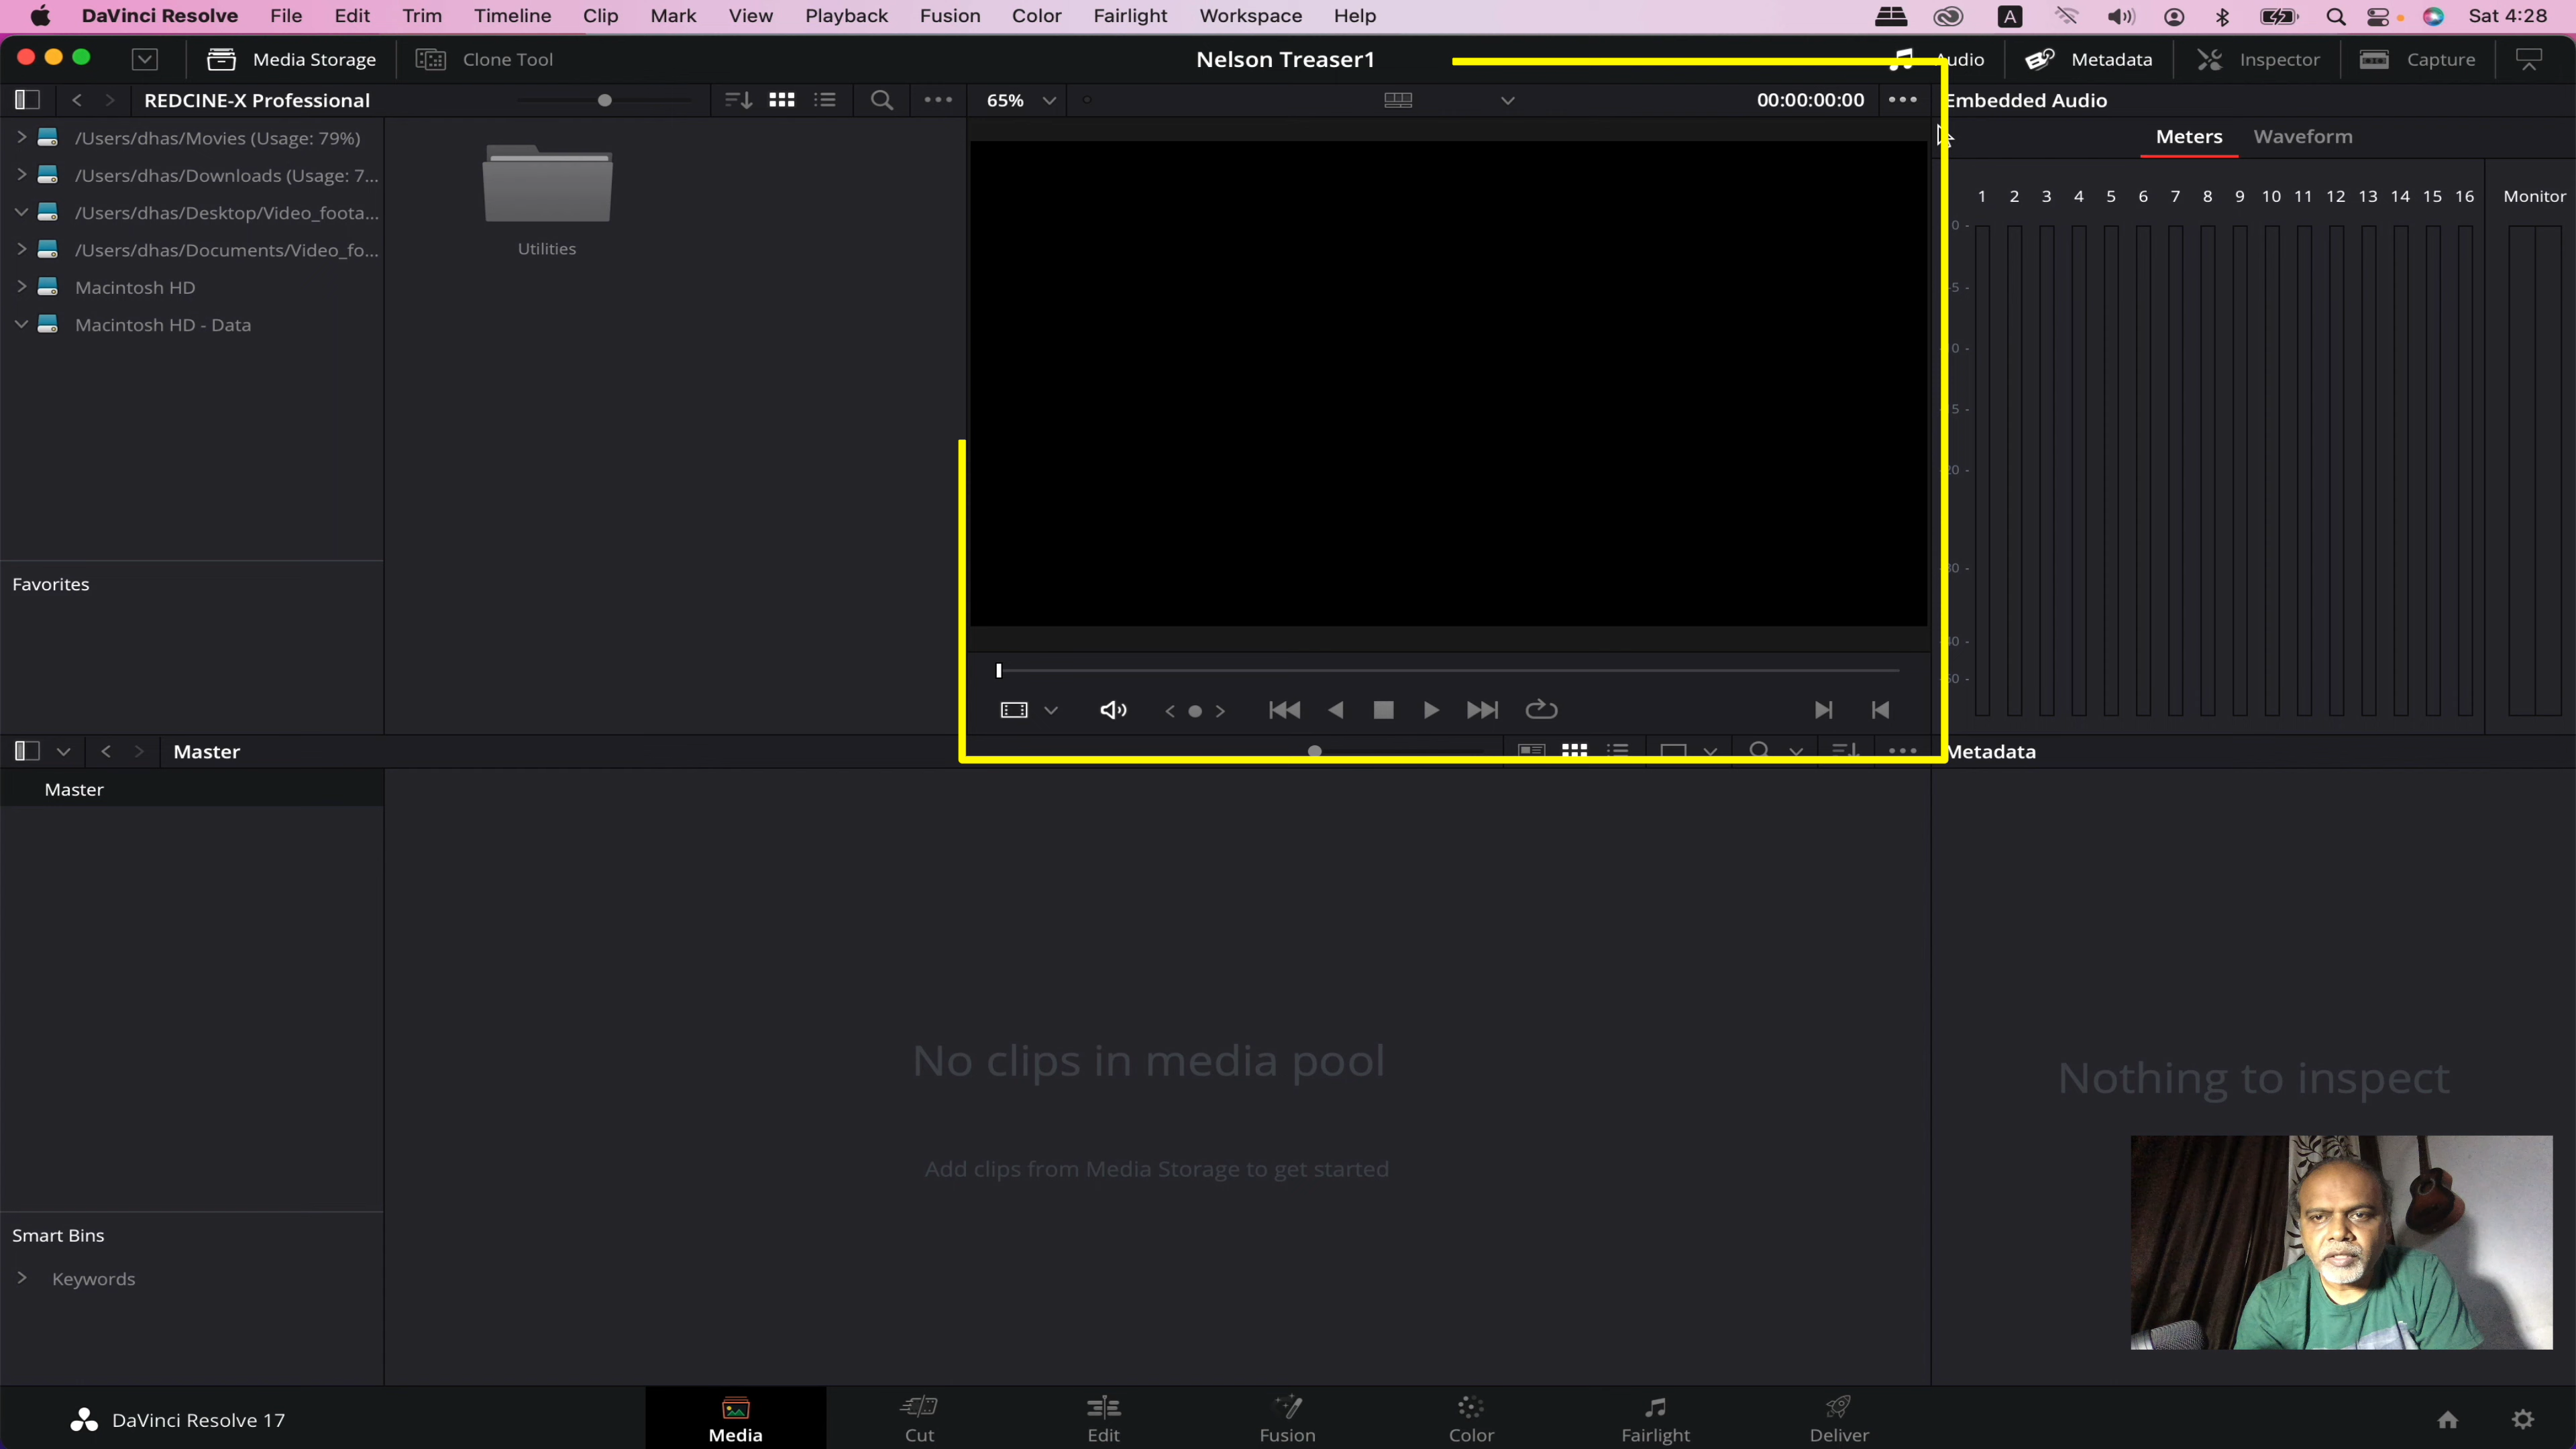 DaVinci Resolve File Edit Trim Timeline Clip Mark View Playback Fusion Color Fairlight Workspace Help A Sat 4:28
Media Storage Clone Tool Nelson Treaser1 Audio Metadata Inspector Capture
REDCINE-X Professional 65% 00:00:00:00 Embedded Audio
/Users/dhas/Movies (Usage: 79%)
/Users/dhas/Downloads (Usage: 7...
/Users/dhas/Desktop/Video_foota...
/Users/dhas/Documents/Video_fo...
Macintosh HD
Macintosh HD - Data
Utilities
Meters Waveform
1 2 3 4 5 6 7 8 9 10 11 12 13 14 15 16 Monitor
0 -
-5 -
Favorites
Master Metadata
Master
No clips in media pool
Add clips from Media Storage to get started
Nothing to inspect
Smart Bins
Keywords
DaVinci Resolve 17
Media Cut Edit Fusion Color Fairlight Deliver